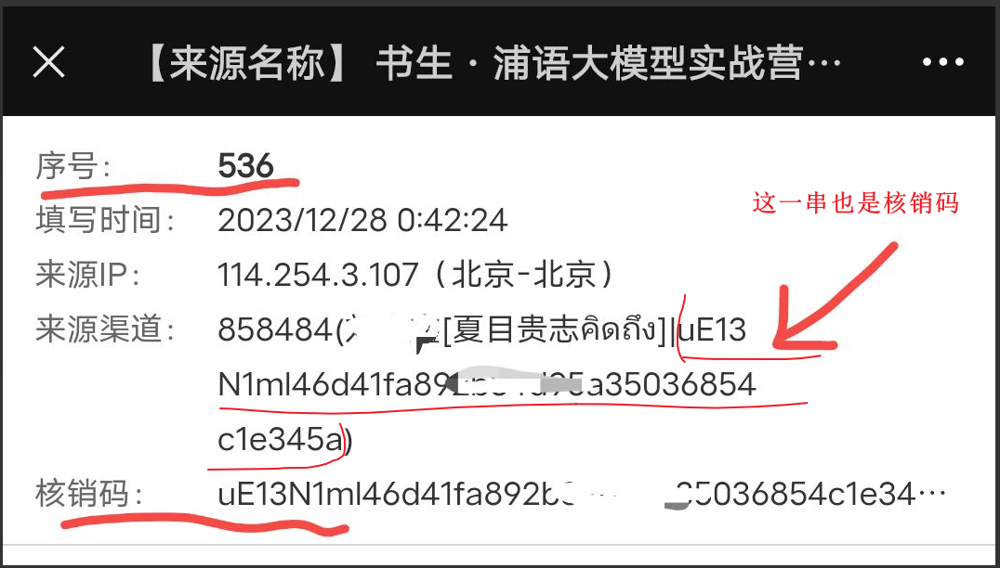 【来源名称】 书生·浦语大模型实战营…
序号: 536
填写时间: 2023/12/28 0:42:24
这一串也是核销码
来源IP: 114.254.3.107（北京-北京）
来源渠道: 858484( [夏目贵志คิดถึง]|uE13
N1ml46d41fa89 a35036854
c1e345a)
核销码: uE13N1ml46d41fa892b 5036854c1e34…